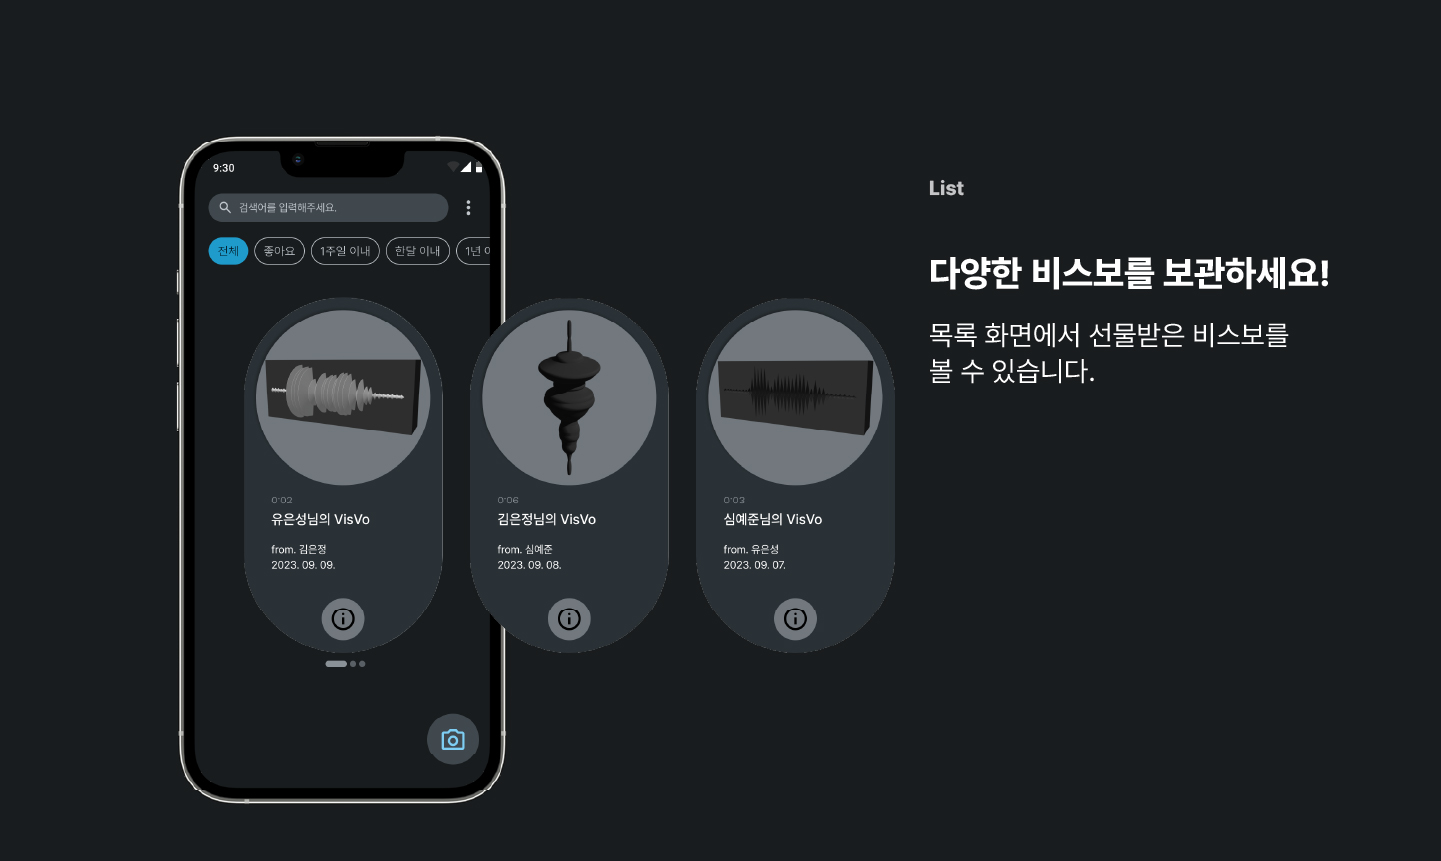 9:30
검색어를 입력해주세요.
전체
좋아요
1주일 이내
한달 이내
1년 이
0:02
유은성님의 VisVo
from. 김은정
2023. 09. 09.
0:06
김은정님의 VisVo
from. 심예준
2023. 09. 08.
0:03
심예준님의 VisVo
from. 유은성
2023. 09. 07.
List
다양한 비스보를 보관하세요!
목록 화면에서 선물받은 비스보를
볼 수 있습니다.